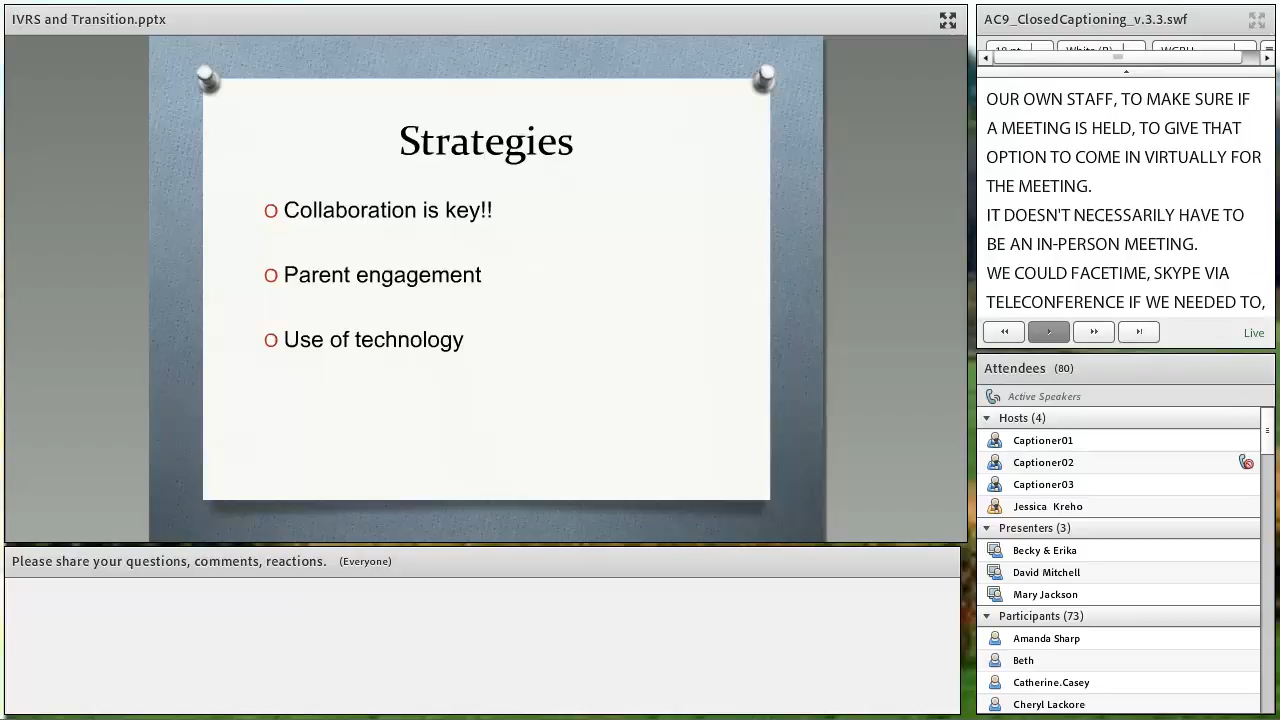 IVRS and Transition.pptx
Strategies
O Collaboration is key!!
O Parent engagement
O Use of technology
Please share your questions, comments, reactions. (Everyone)
AC9_ClosedCaptioning_v.3.3.swf
OUR OWN STAFF, TO MAKE SURE IF
A MEETING IS HELD, TO GIVE THAT
OPTION TO COME IN VIRTUALLY FOR
THE MEETING.
IT DOESN'T NECESSARILY HAVE TO
BE AN IN-PERSON MEETING.
WE COULD FACETIME, SKYPE VIA
TELECONFERENCE IF WE NEEDED TO,
Live
Attendees (80)
Active Speakers
Hosts (4)
Captioner01
Captioner02
Captioner03
Jessica Kreho
Presenters (3)
Becky & Erika
David Mitchell
Mary Jackson
Participants (73)
Amanda Sharp
Beth
Catherine.Casey
Cheryl Lackore